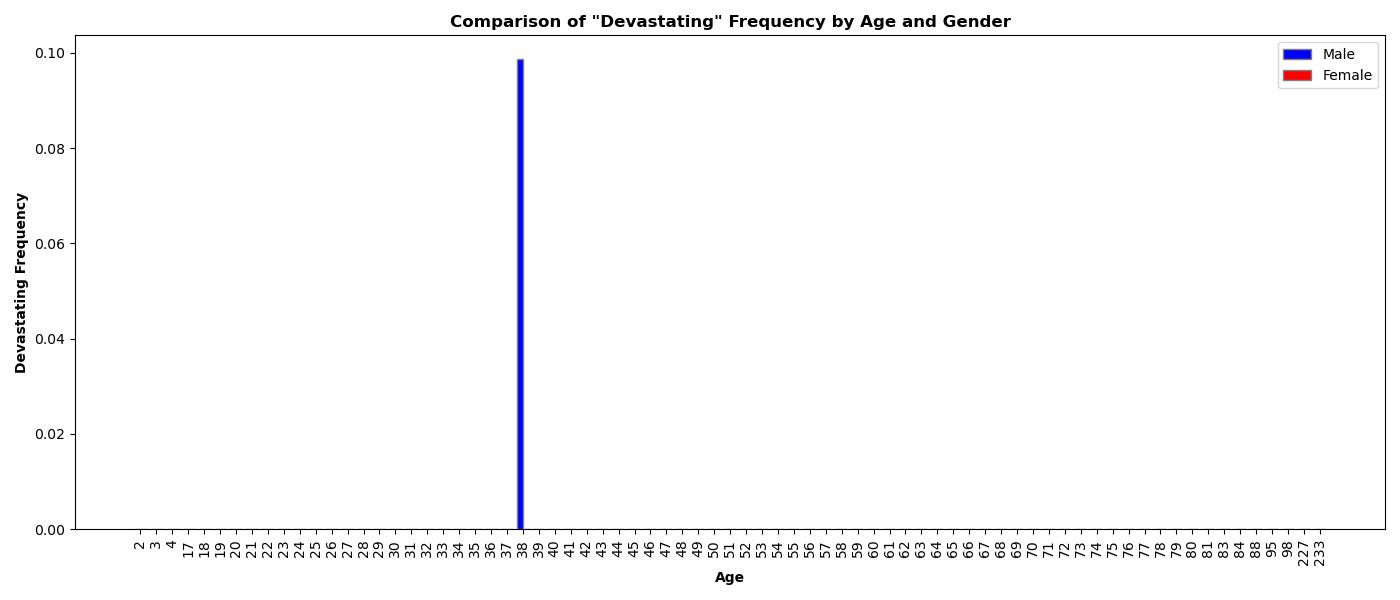 Comparison of "Devastating" Frequency by Age and Gender
Male
Female
Devastating Frequency
0.10
0.08
0.06
0.04
0.02
0.00
2 3 4 17 18 19 20 21 22 23 24 25 26 27 28 29 30 31 32 33 34 35 36 37 38 39 40 41 42 43 44 45 46 47 48 49 50 51 52 53 54 55 56 57 58 59 60 61 62 63 64 65 66 67 68 69 70 71 72 73 74 75 76 77 78 79 80 81 83 84 88 95 98 227 233
Age